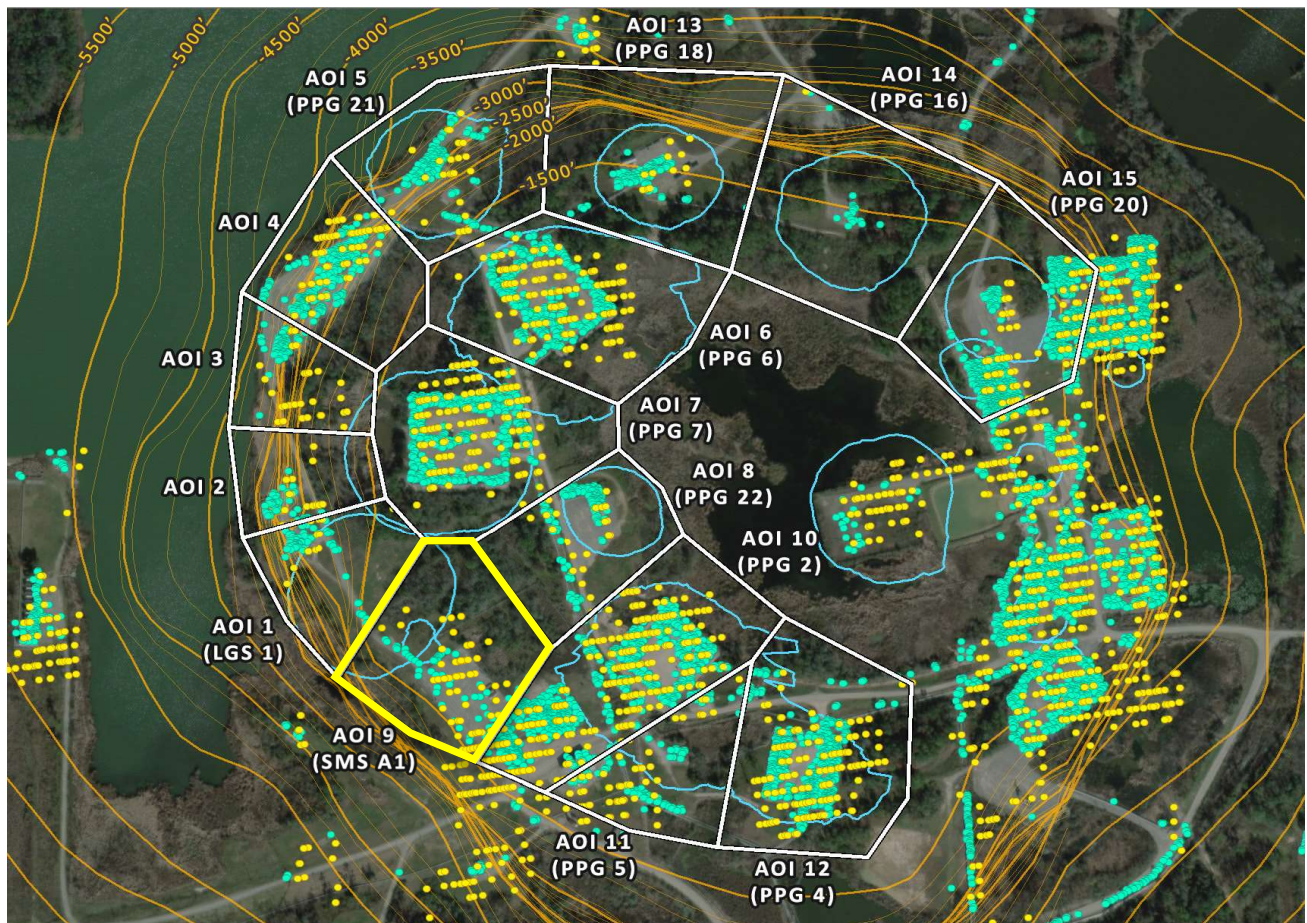 -5500'
-5000'
-4500'
-4000'
-3500'
-3000'
-2500'
-2000'
-1500'
AOI 13
(PPG 18)
AOI 5
(PPG 21)
AOI 14
(PPG 16)
AOI 15
(PPG 20)
AOI 4
AOI 3
AOI 6
(PPG 6)
AOI 7
(PPG 7)
AOI 2
AOI 8
(PPG 22)
AOI 10
(PPG 2)
AOI 1
(LGS 1)
AOI 9
(SMS A1)
AOI 11
(PPG 5)
AOI 12
(PPG 4)